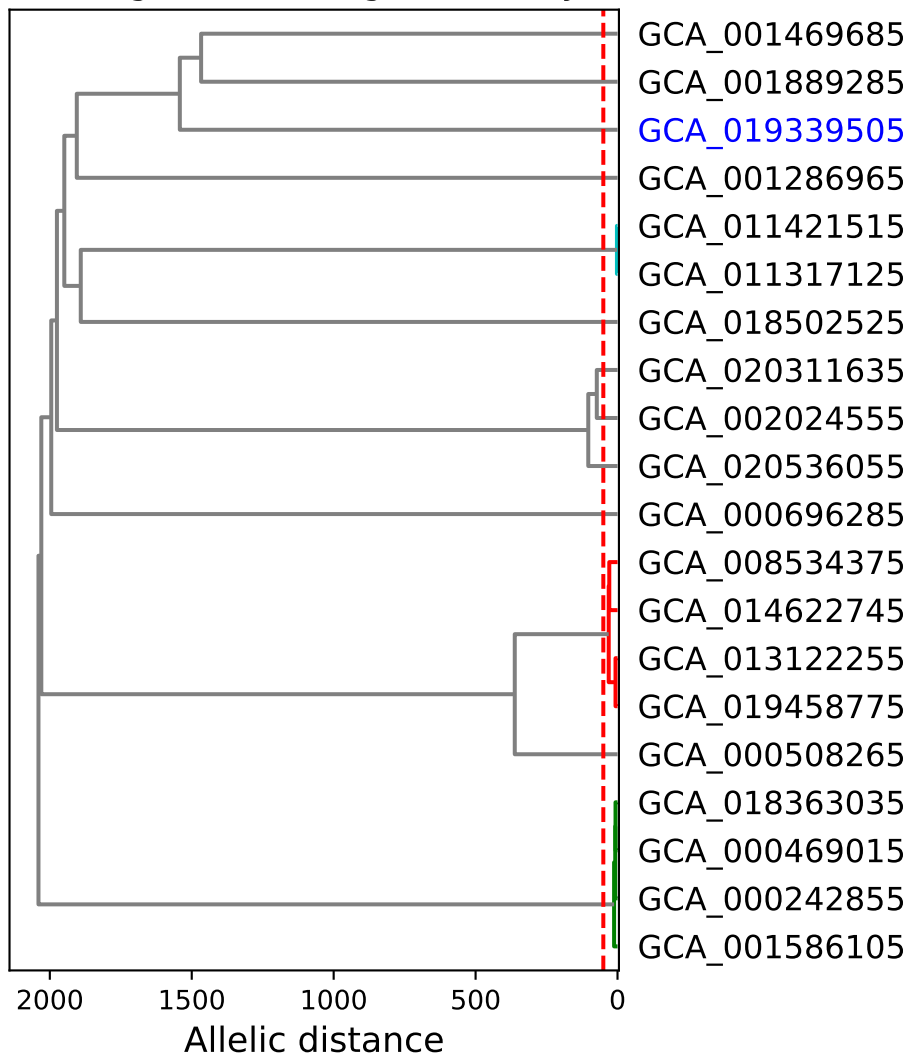 GCA_001469685
GCA_001889285
GCA_019339505
GCA_001286965
GCA_011421515
GCA_011317125
GCA_018502525
GCA_020311635
GCA_002024555
GCA_020536055
GCA_000696285
GCA_008534375
GCA_014622745
GCA_013122255
GCA_019458775
GCA_000508265
GCA_018363035
GCA_000469015
GCA_000242855
GCA_001586105
2000 1500 1000 500 0
Allelic distance